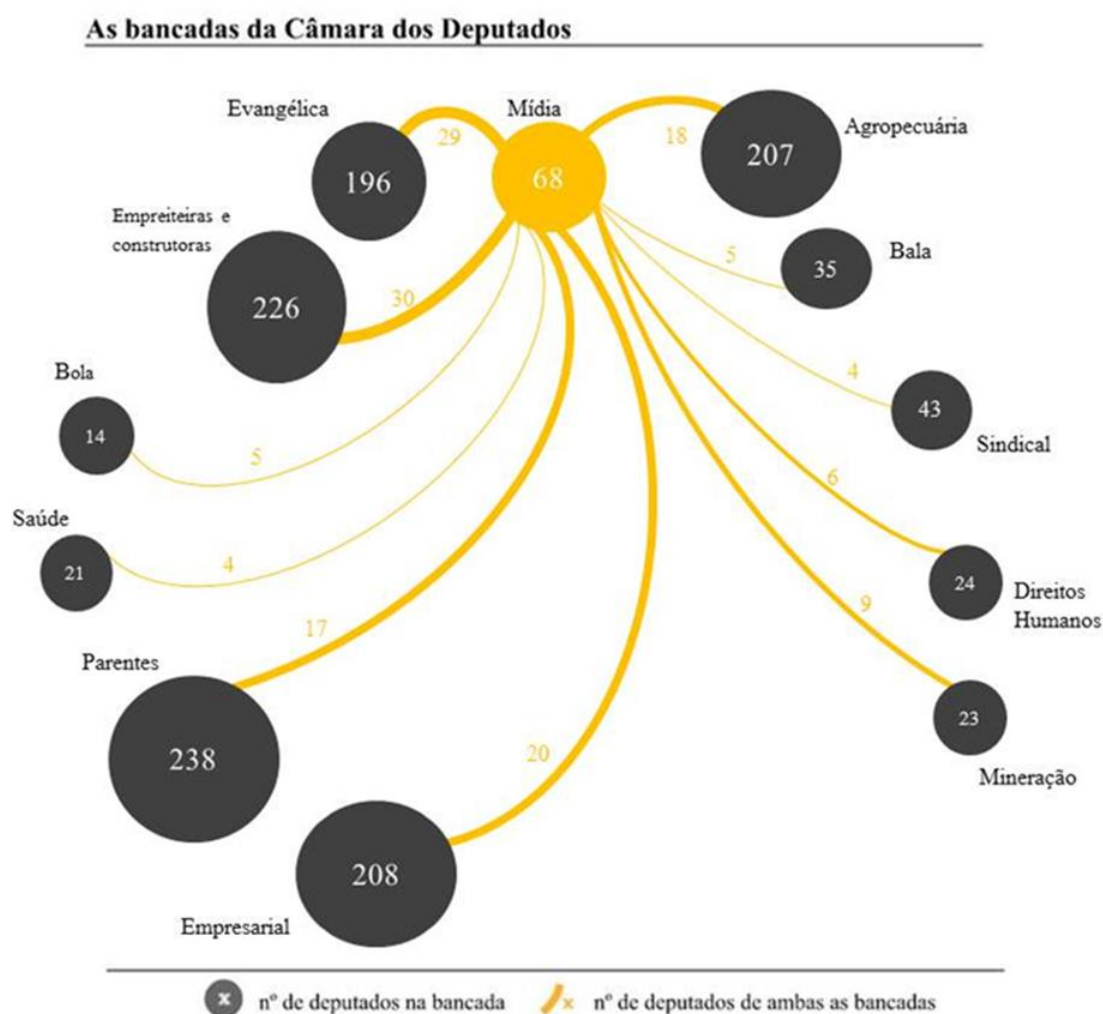 As bancadas da Câmara dos Deputados
Evangélica
Mídia
Agropecuária
29
18
196
68
207
Empreiteiras e
construtoras
Bala
5
35
226
30
Bola
4
43
14
Sindical
5
6
Saúde
21
4
24
Direitos
Humanos
9
17
Parentes
23
238
20
Mineração
208
Empresarial
x nº de deputados na bancada x nº de deputados de ambas as bancadas